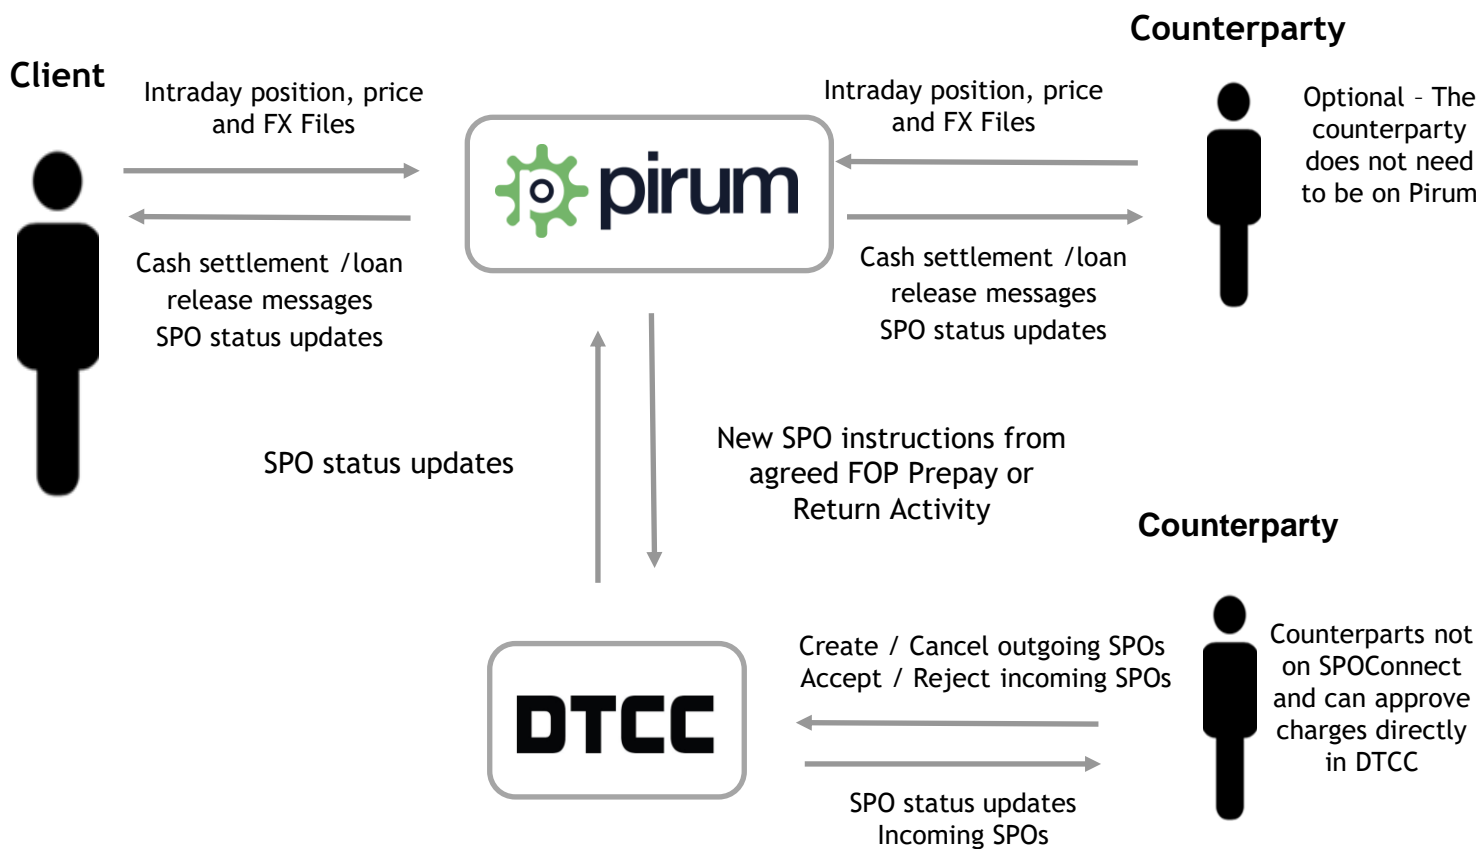 Counterparty
Client
Intraday position, price
and FX Files
Intraday position, price
and FX Files
Optional – The
counterparty
does not need
to be on Pirum
pirum
Cash settlement /loan
release messages
SPO status updates
Cash settlement /loan
release messages
SPO status updates
SPO status updates
New SPO instructions from
agreed FOP Prepay or
Return Activity
Counterparty
DTCC
Create / Cancel outgoing SPOs
Accept / Reject incoming SPOs
Counterparts not
on SPOConnect
and can approve
charges directly
in DTCC
SPO status updates
Incoming SPOs